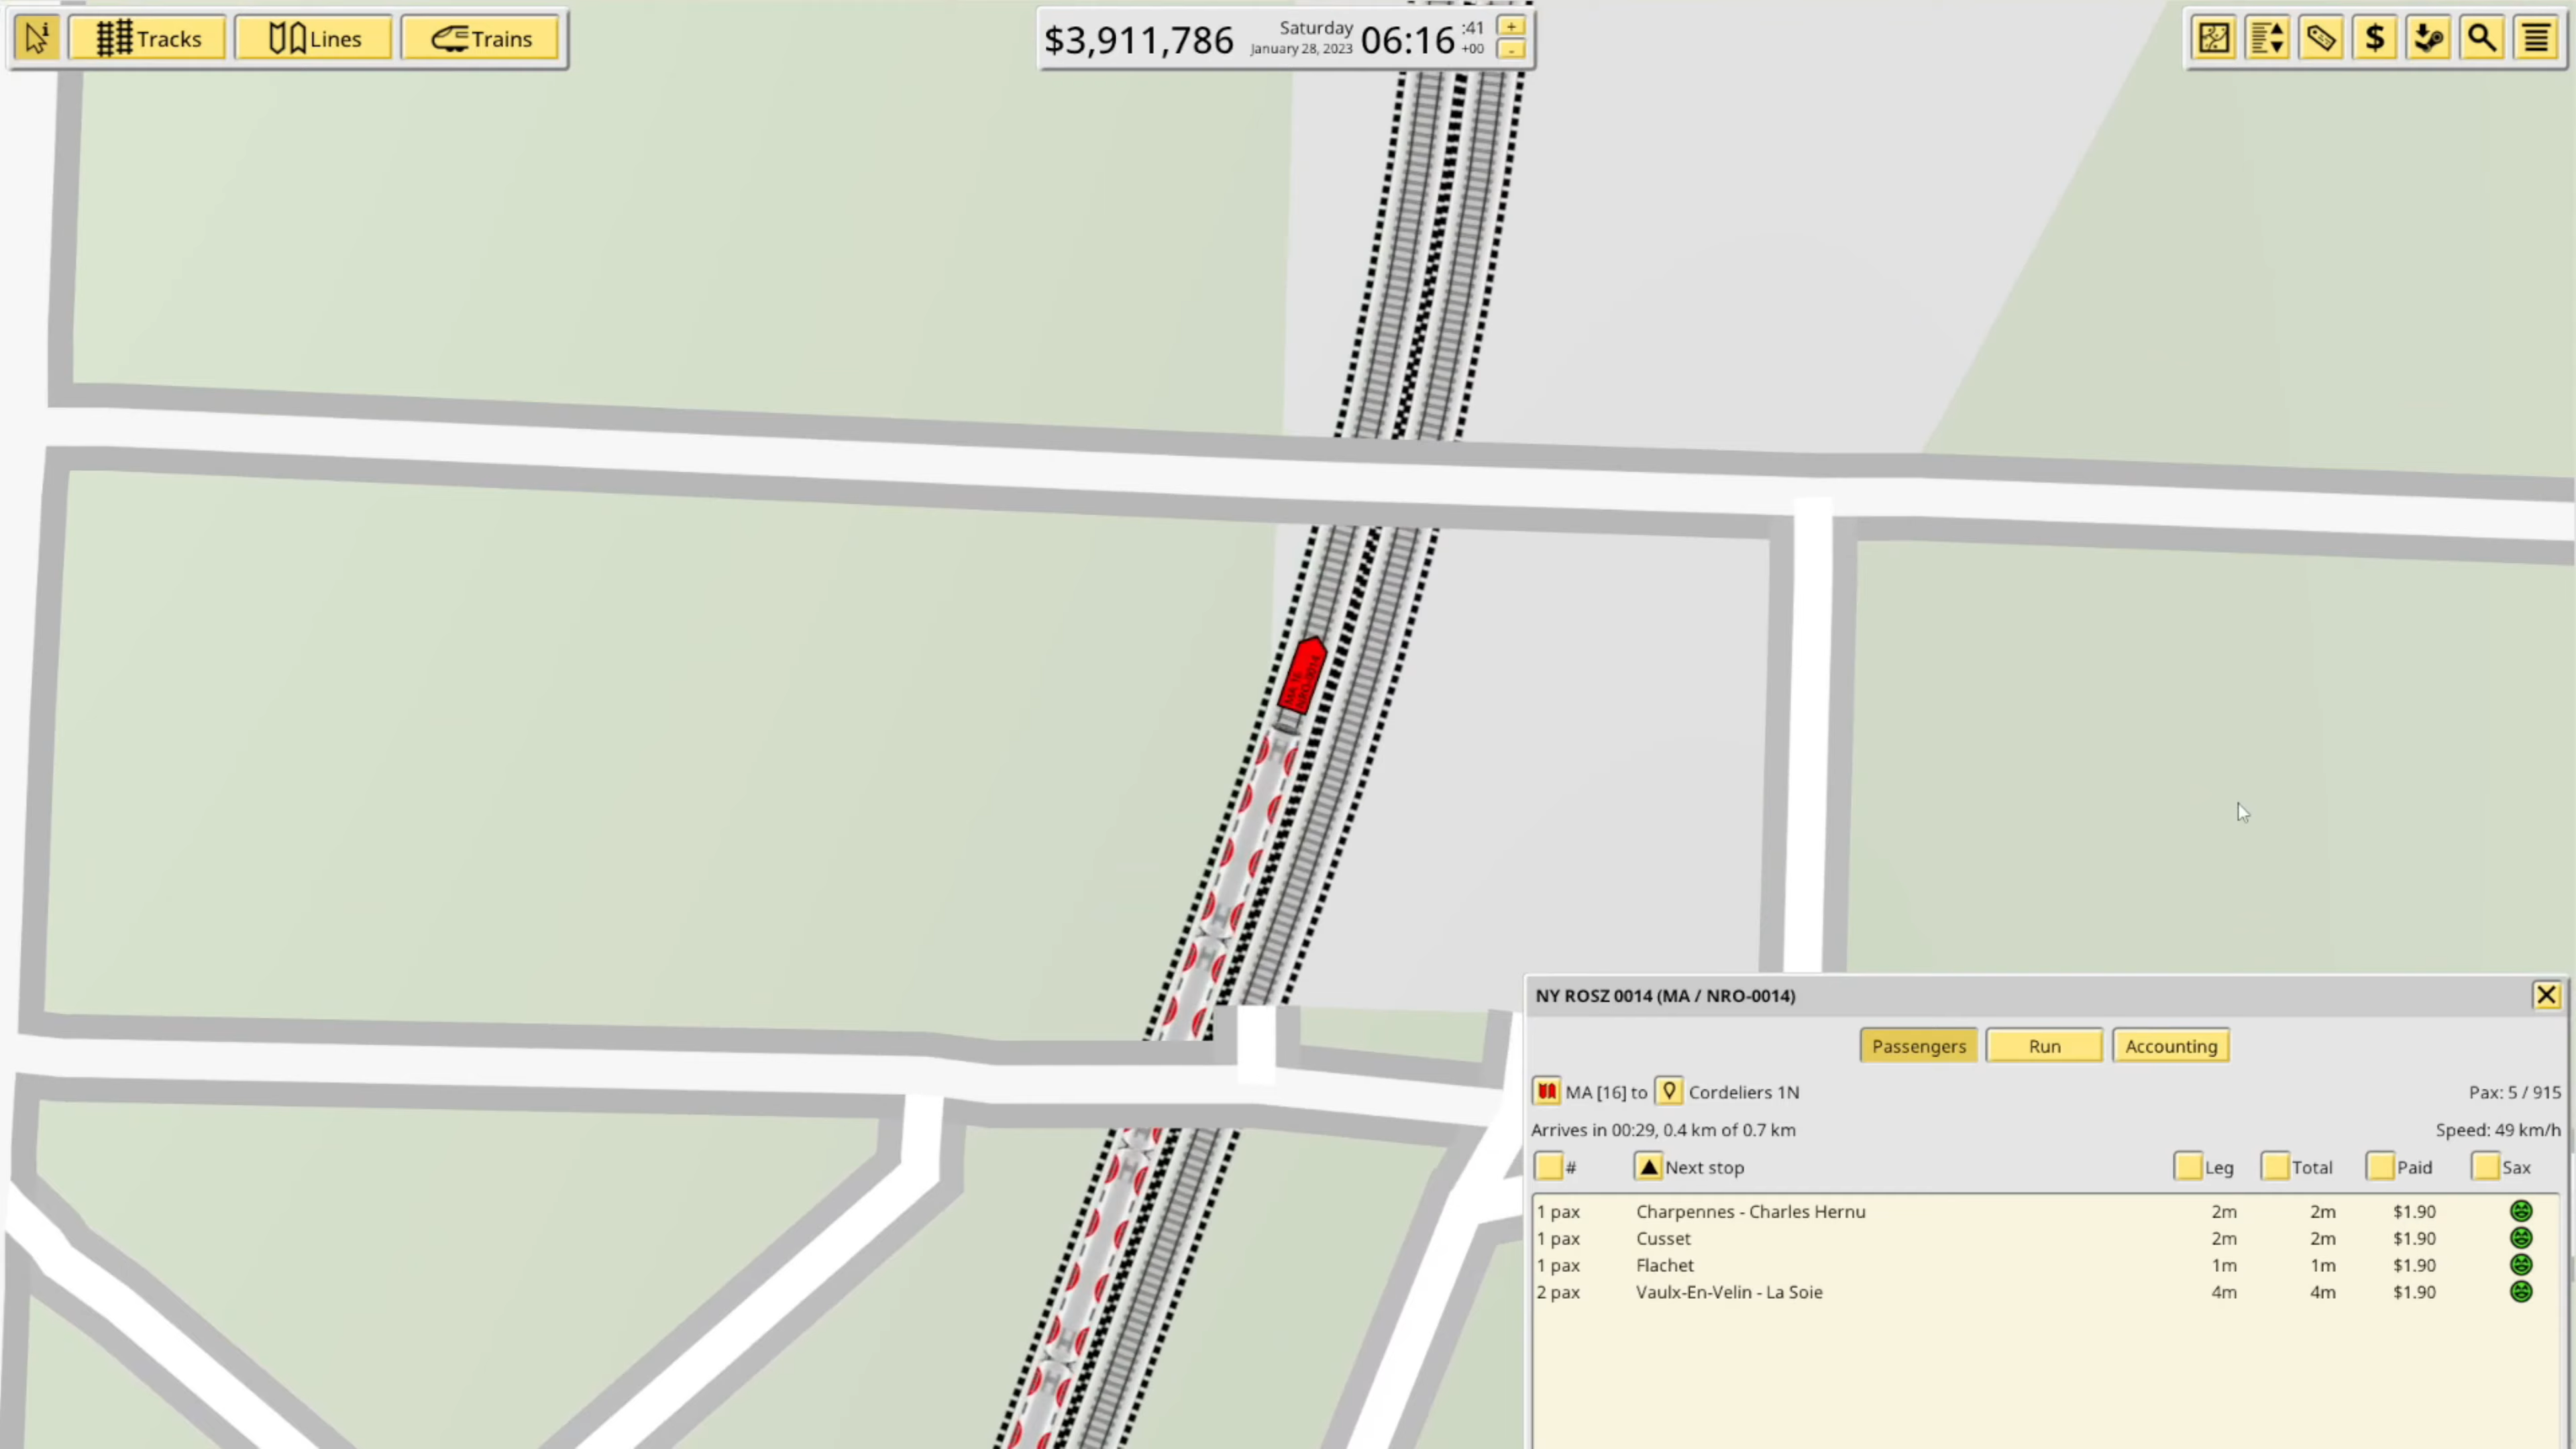 Tracks
Lines
Trains
$3,911,786
Saturday
January 28, 2023
06:16
:41
+00
+
-
$
MA 16
NRO-0014
NY ROSZ 0014 (MA / NRO-0014)
Passengers
Run
Accounting
MA [16] to Cordeliers 1N
Pax: 5 / 915
Arrives in 00:29, 0.4 km of 0.7 km
Speed: 49 km/h
# Next stop Leg Total Paid Sax
1 pax Charpennes - Charles Hernu 2m 2m $1.90
1 pax Cusset 2m 2m $1.90
1 pax Flachet 1m 1m $1.90
2 pax Vaulx-En-Velin - La Soie 4m 4m $1.90